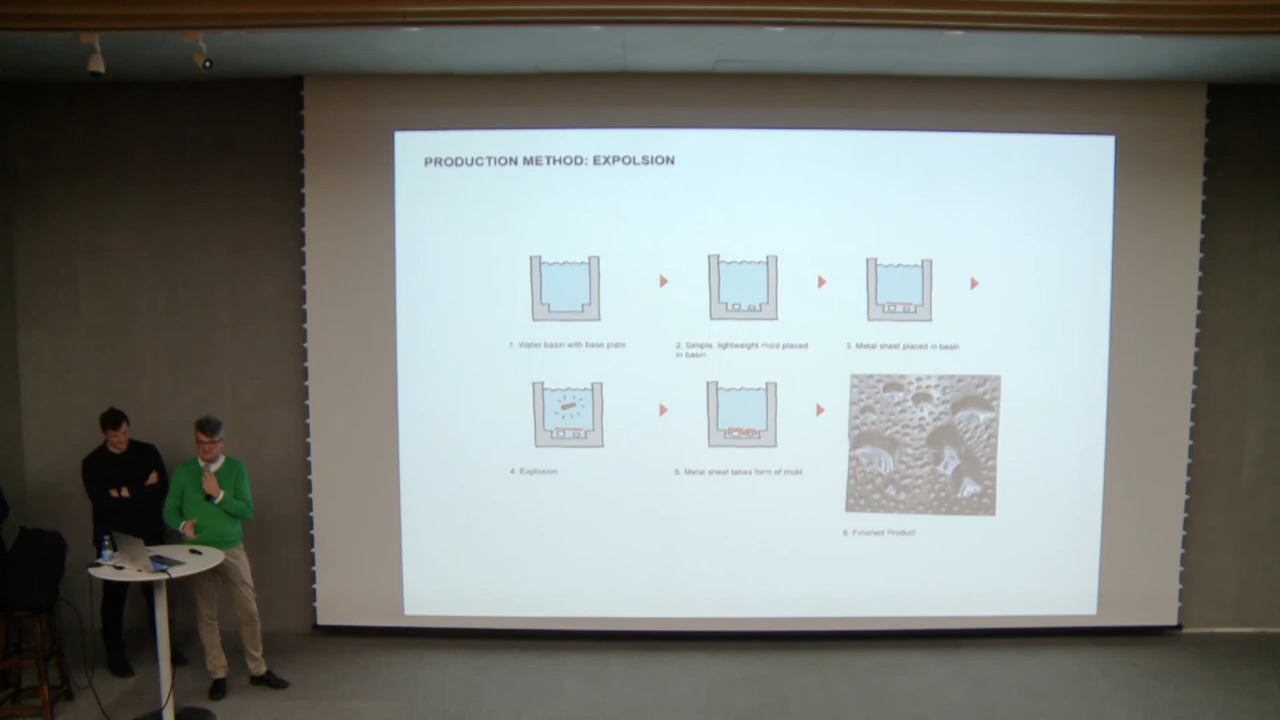 PRODUCTION METHOD: EXPOLSION
1. Water basin with base plate
2. Simple, lightweight mold placed
in basin
3. Metal sheet placed in basin
4. Explosion
5. Metal sheet takes form of mold
6. Finished Product